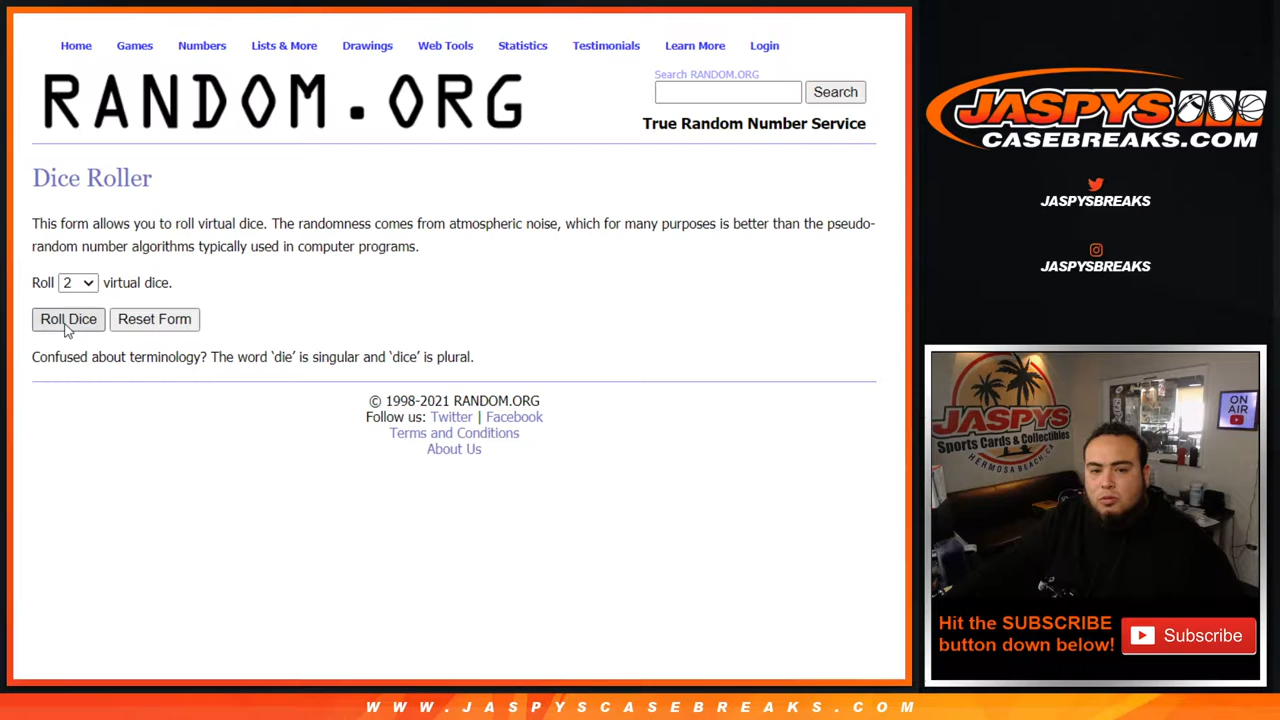 Home Games Numbers Lists & More Drawings Web Tools Statistics Testimonials Learn More Login
RANDOM.ORG
Search RANDOM.ORG
Search
True Random Number Service
Dice Roller
This form allows you to roll virtual dice. The randomness comes from atmospheric noise, which for many purposes is better than the pseudo-
random number algorithms typically used in computer programs.
Roll 2 virtual dice.
Roll Dice Reset Form
Confused about terminology? The word ‘die’ is singular and ‘dice’ is plural.
© 1998-2021 RANDOM.ORG
Follow us: Twitter | Facebook
Terms and Conditions
About Us
JASPYS
CASEBREAKS.COM
JASPYSBREAKS
JASPYSBREAKS
JASPYS
Sports Cards & Collectibles
HERMOSA BEACH, CA
ON
AIR
Hit the SUBSCRIBE
button down below!
Subscribe
WWW.JASPYSCASEBREAKS.COM